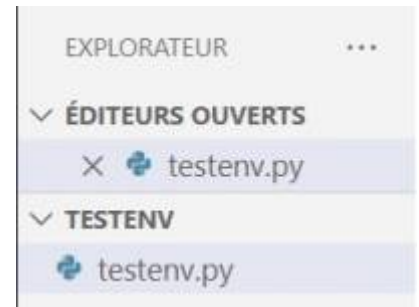 EXPLORATEUR ...
ÉDITEURS OUVERTS
testenv.py
TESTENV
testenv.py